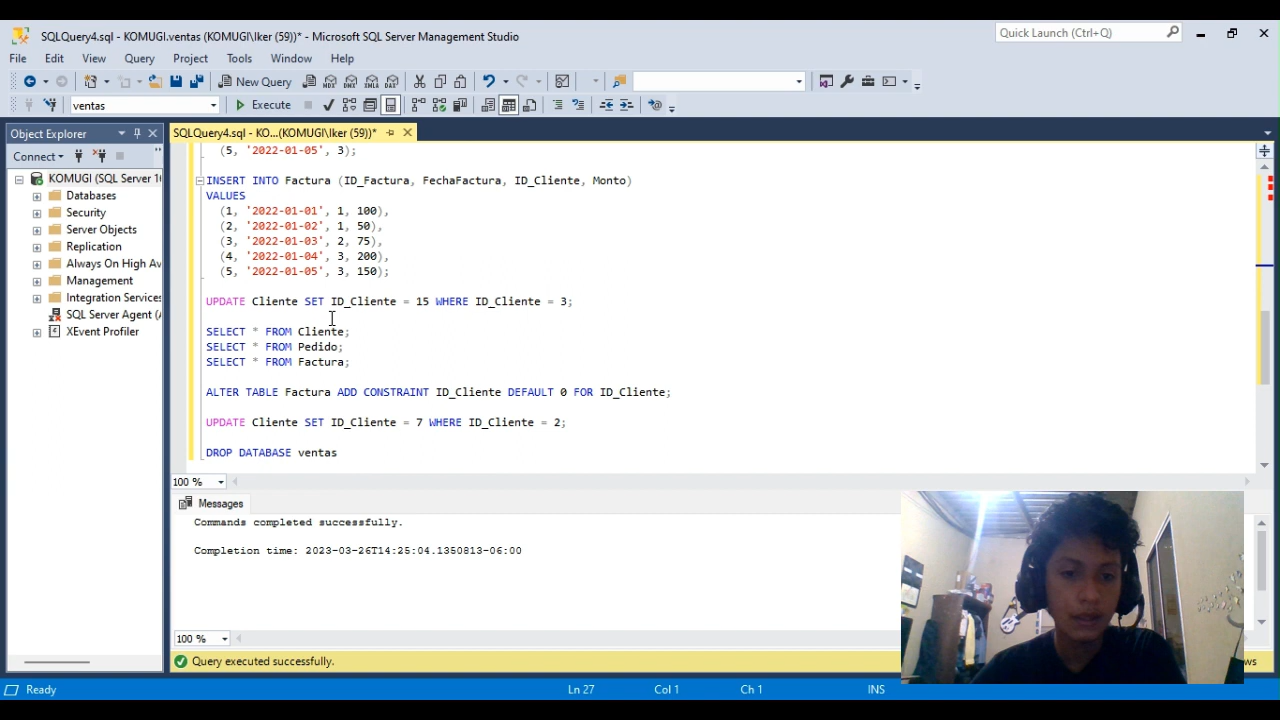 SQLQuery4.sql - KOMUGI.ventas (KOMUGI\Iker (59))* - Microsoft SQL Server Management Studio
Quick Launch (Ctrl+Q)
File Edit View Project Tools Window Help Query
New Query
ventas Execute
Object Explorer
SQLQuery4.sql - KO...(KOMUGI\Iker (59))*
Connect
KOMUGI (SQL Server 1
Databases
Security
Server Objects
Replication
Always On High Av
Management
Integration Services
SQL Server Agent (
XEvent Profiler
(5, '2022-01-05', 3);
INSERT INTO Factura (ID_Factura, FechaFactura, ID_Cliente, Monto)
VALUES
(1, '2022-01-01', 1, 100),
(2, '2022-01-02', 1, 50),
(3, '2022-01-03', 2, 75),
(4, '2022-01-04', 3, 200),
(5, '2022-01-05', 3, 150);
UPDATE Cliente SET ID_Cliente = 15 WHERE ID_Cliente = 3;
SELECT * FROM Cliente;
SELECT * FROM Pedido;
SELECT * FROM Factura;
ALTER TABLE Factura ADD CONSTRAINT ID_Cliente DEFAULT 0 FOR ID_Cliente;
UPDATE Cliente SET ID_Cliente = 7 WHERE ID_Cliente = 2;
DROP DATABASE ventas
100 %
Messages
Commands completed successfully.
Completion time: 2023-03-26T14:25:04.1350813-06:00
100 %
Query executed successfully.
Ready Ln 27 Col 1 Ch 1 INS